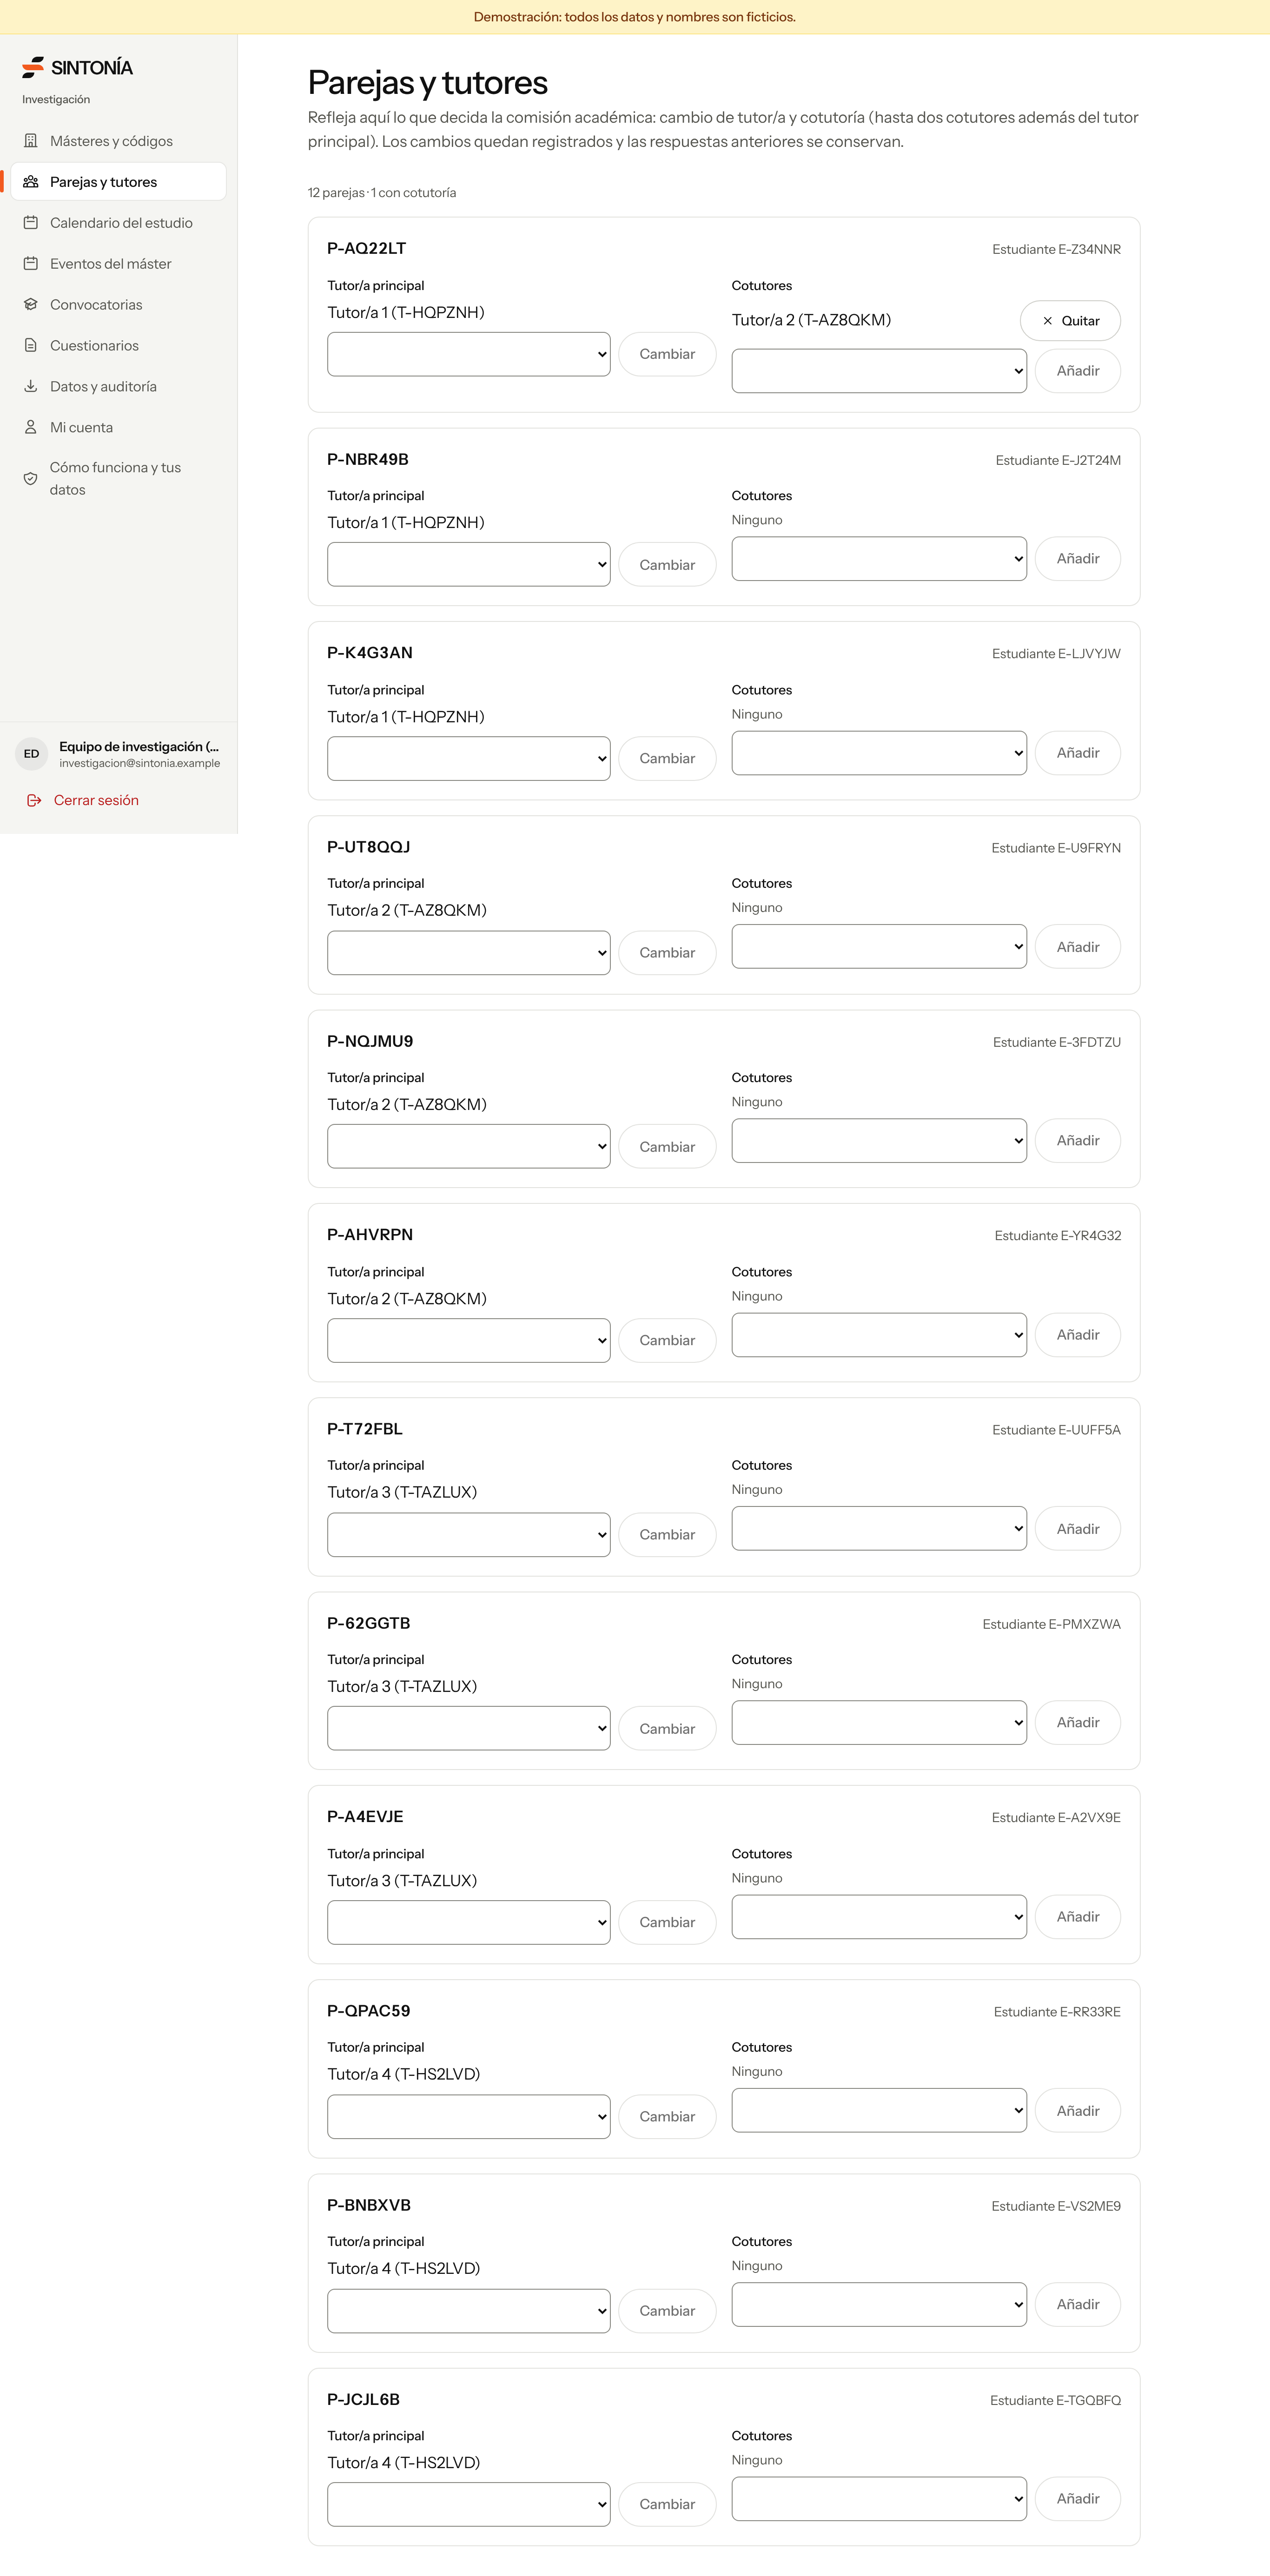 Demostración: todos los datos y nombres son ficticios.
SINTONÍA
Investigación
Másteres y códigos
Parejas y tutores
Calendario del estudio
Eventos del máster
Convocatorias
Cuestionarios
Datos y auditoría
Mi cuenta
Cómo funciona y tus
datos
ED
Equipo de investigación (...
investigacion@sintonia.example
Cerrar sesión
Parejas y tutores
Refleja aquí lo que decida la comisión académica: cambio de tutor/a y cotutoría (hasta dos cotutores además del tutor
principal). Los cambios quedan registrados y las respuestas anteriores se conservan.
12 parejas · 1 con cotutoría
P-AQ22LT
Estudiante E-Z34NNR
Tutor/a principal
Tutor/a 1 (T-HQPZNH)
Cambiar
Cotutores
Tutor/a 2 (T-AZ8QKM)
Quitar
Añadir
P-NBR49B
Estudiante E-J2T24M
Tutor/a principal
Tutor/a 1 (T-HQPZNH)
Cambiar
Cotutores
Ninguno
Añadir
P-K4G3AN
Estudiante E-LJVYJW
Tutor/a principal
Tutor/a 1 (T-HQPZNH)
Cambiar
Cotutores
Ninguno
Añadir
P-UT8QQJ
Estudiante E-U9FRYN
Tutor/a principal
Tutor/a 2 (T-AZ8QKM)
Cambiar
Cotutores
Ninguno
Añadir
P-NQJMU9
Estudiante E-3FDTZU
Tutor/a principal
Tutor/a 2 (T-AZ8QKM)
Cambiar
Cotutores
Ninguno
Añadir
P-AHVRPN
Estudiante E-YR4G32
Tutor/a principal
Tutor/a 2 (T-AZ8QKM)
Cambiar
Cotutores
Ninguno
Añadir
P-T72FBL
Estudiante E-UUFF5A
Tutor/a principal
Tutor/a 3 (T-TAZLUX)
Cambiar
Cotutores
Ninguno
Añadir
P-62GGTB
Estudiante E-PMXZWA
Tutor/a principal
Tutor/a 3 (T-TAZLUX)
Cambiar
Cotutores
Ninguno
Añadir
P-A4EVJE
Estudiante E-A2VX9E
Tutor/a principal
Tutor/a 3 (T-TAZLUX)
Cambiar
Cotutores
Ninguno
Añadir
P-QPAC59
Estudiante E-RR33RE
Tutor/a principal
Tutor/a 4 (T-HS2LVD)
Cambiar
Cotutores
Ninguno
Añadir
P-BNBXVB
Estudiante E-VS2ME9
Tutor/a principal
Tutor/a 4 (T-HS2LVD)
Cambiar
Cotutores
Ninguno
Añadir
P-JCJL6B
Estudiante E-TGQBFQ
Tutor/a principal
Tutor/a 4 (T-HS2LVD)
Cambiar
Cotutores
Ninguno
Añadir